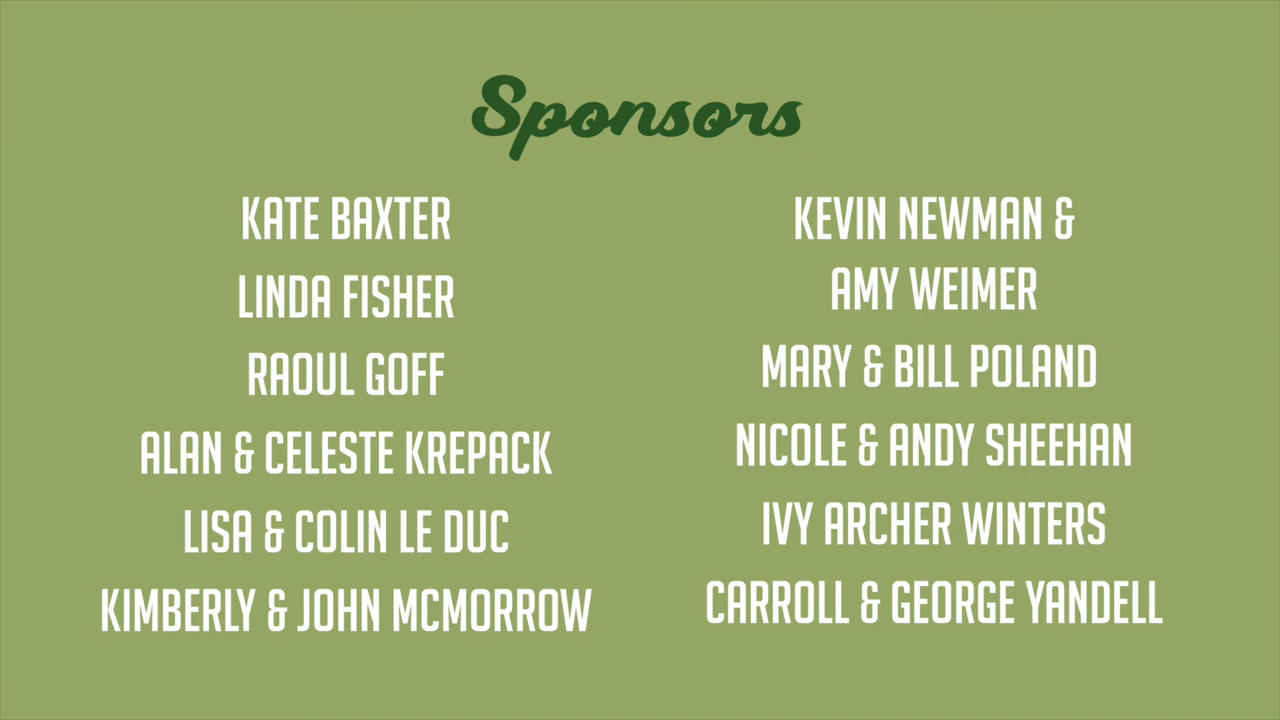 Sponsors
KATE BAXTER
LINDA FISHER
RAOUL GOFF
ALAN & CELESTE KREPACK
LISA & COLIN LE DUC
KIMBERLY & JOHN MCMORROW
KEVIN NEWMAN &
AMY WEIMER
MARY & BILL POLAND
NICOLE & ANDY SHEEHAN
IVY ARCHER WINTERS
CARROLL & GEORGE YANDELL